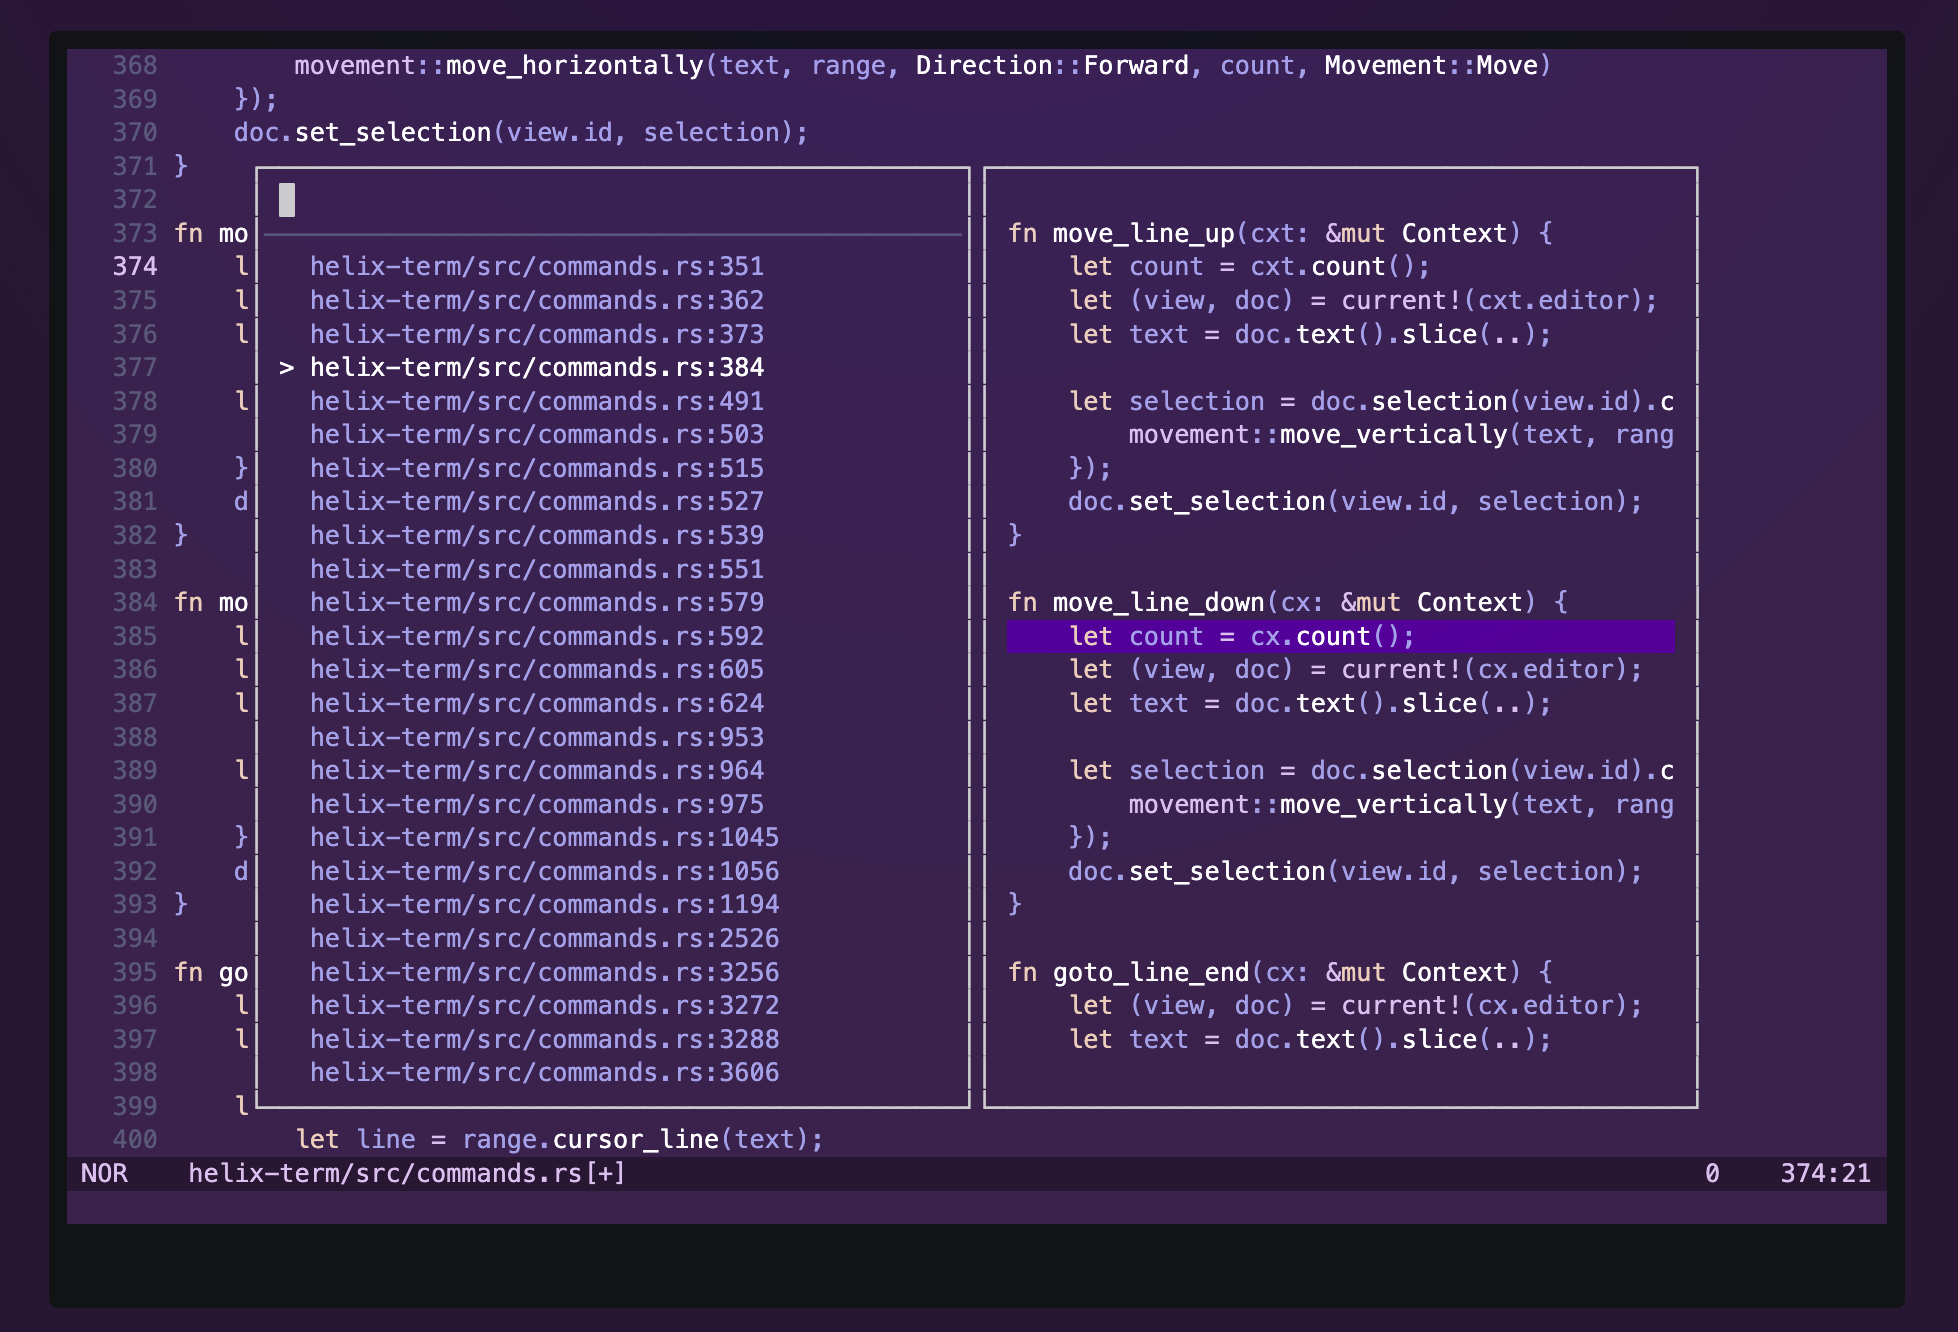 368         movement::move_horizontally(text, range, Direction::Forward, count, Movement::Move)
369     });
370     doc.set_selection(view.id, selection);
371 }
372
373 fn mo
374     l
375     l
376     l
377
378     l
379
380     }
381     d
382 }
383
384 fn mo
385     l
386     l
387     l
388
389     l
390
391     }
392     d
393 }
394
395 fn go
396     l
397     l
398
399     l
400         let line = range.cursor_line(text);
helix-term/src/commands.rs:351
helix-term/src/commands.rs:362
helix-term/src/commands.rs:373
> helix-term/src/commands.rs:384
helix-term/src/commands.rs:491
helix-term/src/commands.rs:503
helix-term/src/commands.rs:515
helix-term/src/commands.rs:527
helix-term/src/commands.rs:539
helix-term/src/commands.rs:551
helix-term/src/commands.rs:579
helix-term/src/commands.rs:592
helix-term/src/commands.rs:605
helix-term/src/commands.rs:624
helix-term/src/commands.rs:953
helix-term/src/commands.rs:964
helix-term/src/commands.rs:975
helix-term/src/commands.rs:1045
helix-term/src/commands.rs:1056
helix-term/src/commands.rs:1194
helix-term/src/commands.rs:2526
helix-term/src/commands.rs:3256
helix-term/src/commands.rs:3272
helix-term/src/commands.rs:3288
helix-term/src/commands.rs:3606
fn move_line_up(cxt: &mut Context) {
    let count = cxt.count();
    let (view, doc) = current!(cxt.editor);
    let text = doc.text().slice(..);
    let selection = doc.selection(view.id).c
        movement::move_vertically(text, rang
    });
    doc.set_selection(view.id, selection);
}
fn move_line_down(cx: &mut Context) {
    let count = cx.count();
    let (view, doc) = current!(cx.editor);
    let text = doc.text().slice(..);
    let selection = doc.selection(view.id).c
        movement::move_vertically(text, rang
    });
    doc.set_selection(view.id, selection);
}
fn goto_line_end(cx: &mut Context) {
    let (view, doc) = current!(cx.editor);
    let text = doc.text().slice(..);
NOR    helix-term/src/commands.rs[+]    0    374:21